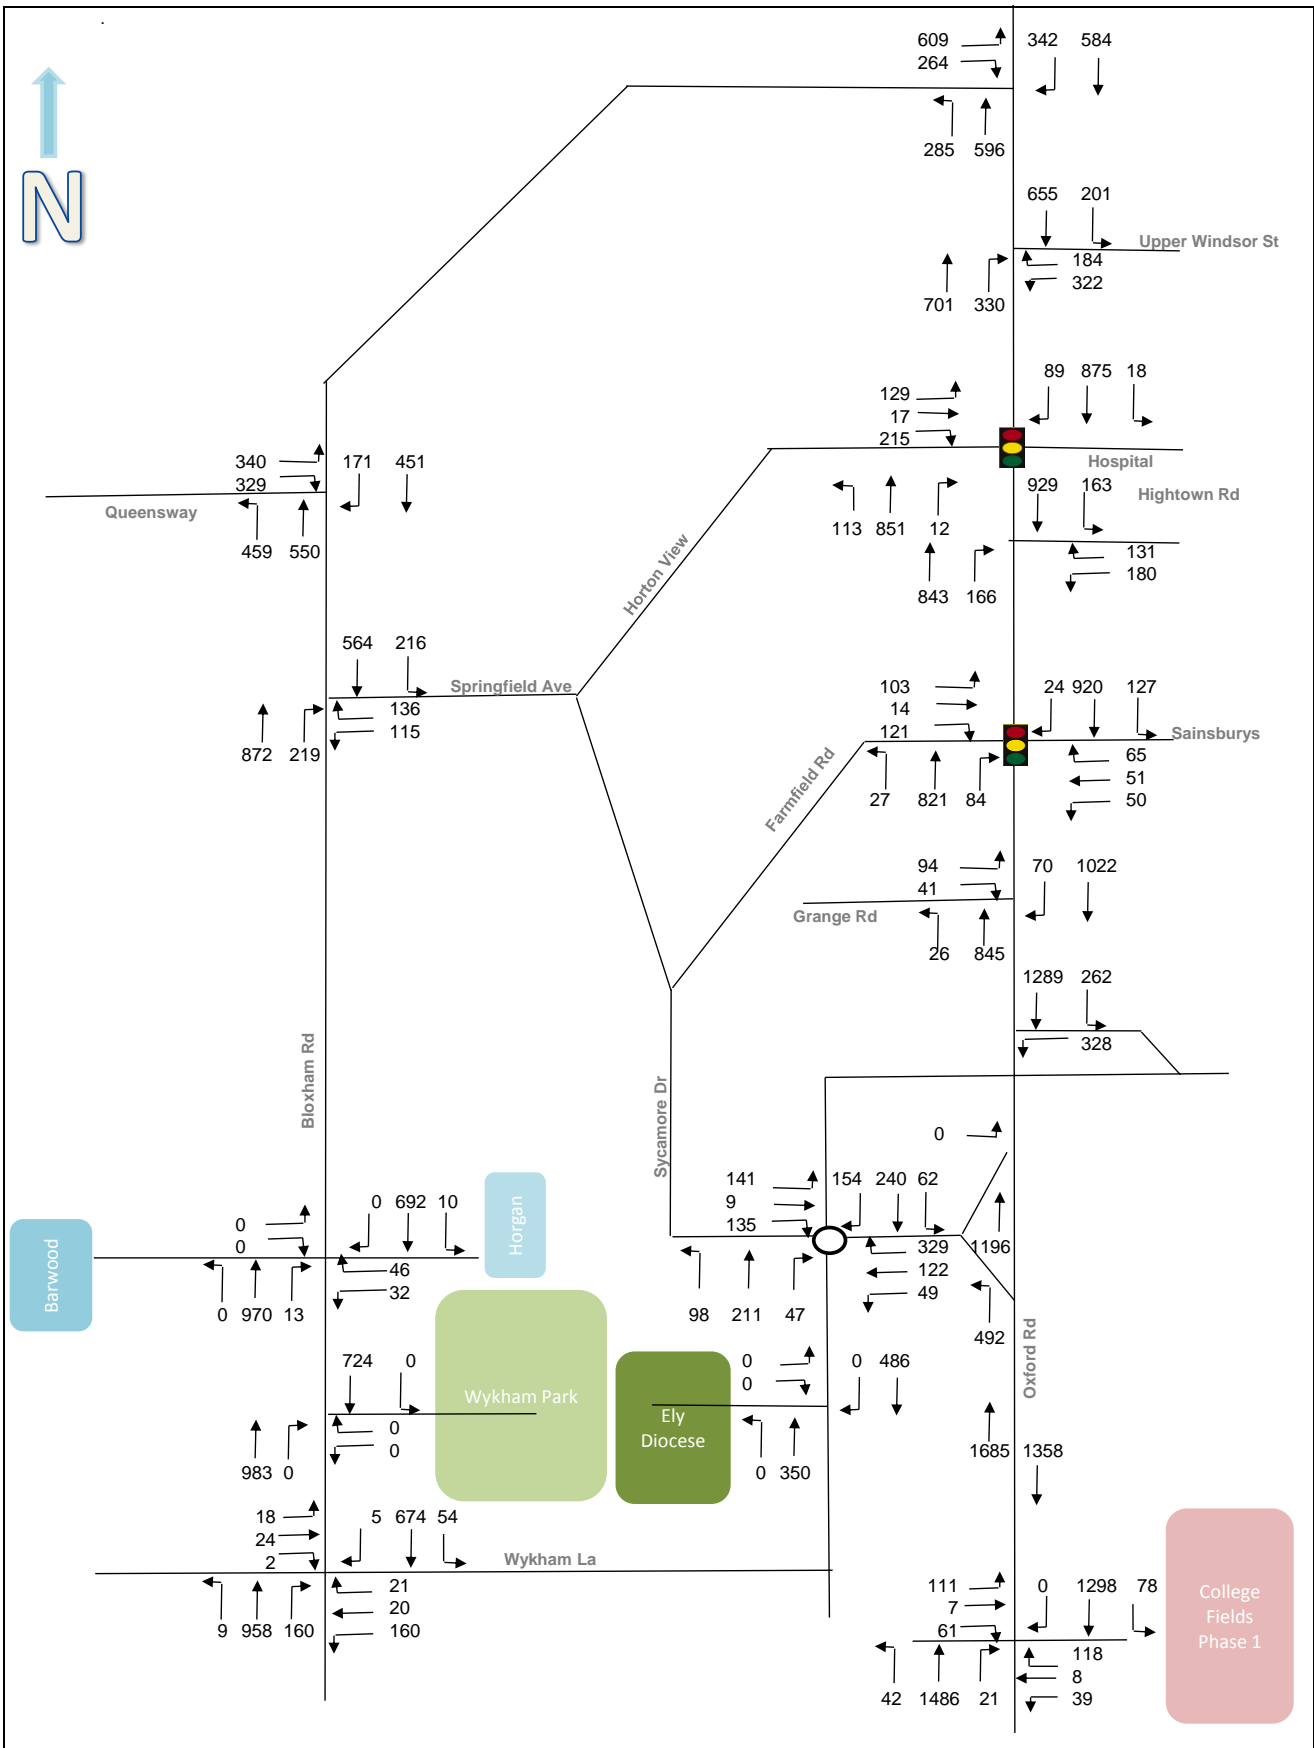 609 342 584
264
285 596
N
655 201
Upper Windsor St
184
322
701 330
89 875 18
129
17
215
Hospital
340 171 451
329
Queensway
459 550
929 163
Hightown Rd
113 851 12
131
180
843 166
Horton View
564 216
Springfield Ave
136
115
872 219
103 24 920 127
14
121
Sainsburys
65
51
50
27 821 84
Farmfield Rd
94 70 1022
41
Grange Rd
26 845
1289 262
328
Bloxham Rd
Sycamore Dr
0
141 154 240 62
9
135
329
122
49
1196
98 211 47
492
Oxford Rd
0 692 10
0
0
Horgan
Barwood
46
32
0 970 13
724 0
Wykham Park
0 0 486
0
Ely
Diocese
0
0
983 0
0 350
1685 1358
18 5 674 54
24
2
Wykham La
21
20
160
9 958 160
111 0 1298 78
7
61
College
Fields
Phase 1
118
8
39
42 1486 21